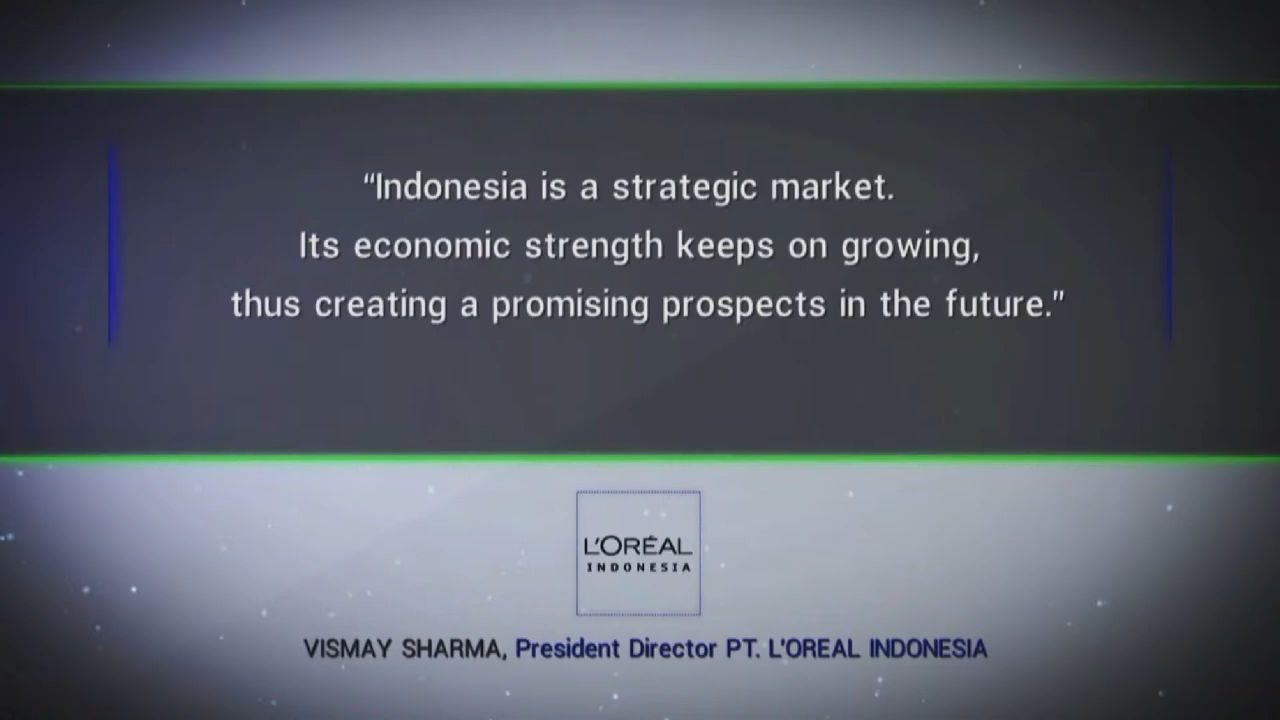 “Indonesia is a strategic market.
Its economic strength keeps on growing,
thus creating a promising prospects in the future.”
L'ORÉAL
INDONESIA
VISMAY SHARMA, President Director PT. L'OREAL INDONESIA